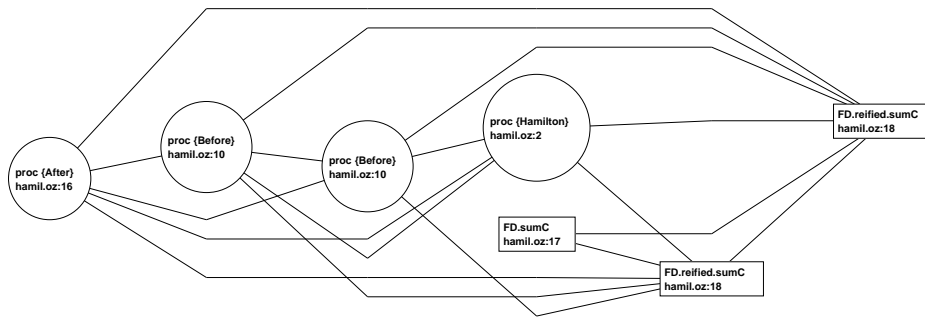 proc {After}
hamil.oz:16
proc {Before}
hamil.oz:10
proc {Before}
hamil.oz:10
proc {Hamilton}
hamil.oz:2
FD.reified.sumC
hamil.oz:18
FD.sumC
hamil.oz:17
FD.reified.sumC
hamil.oz:18